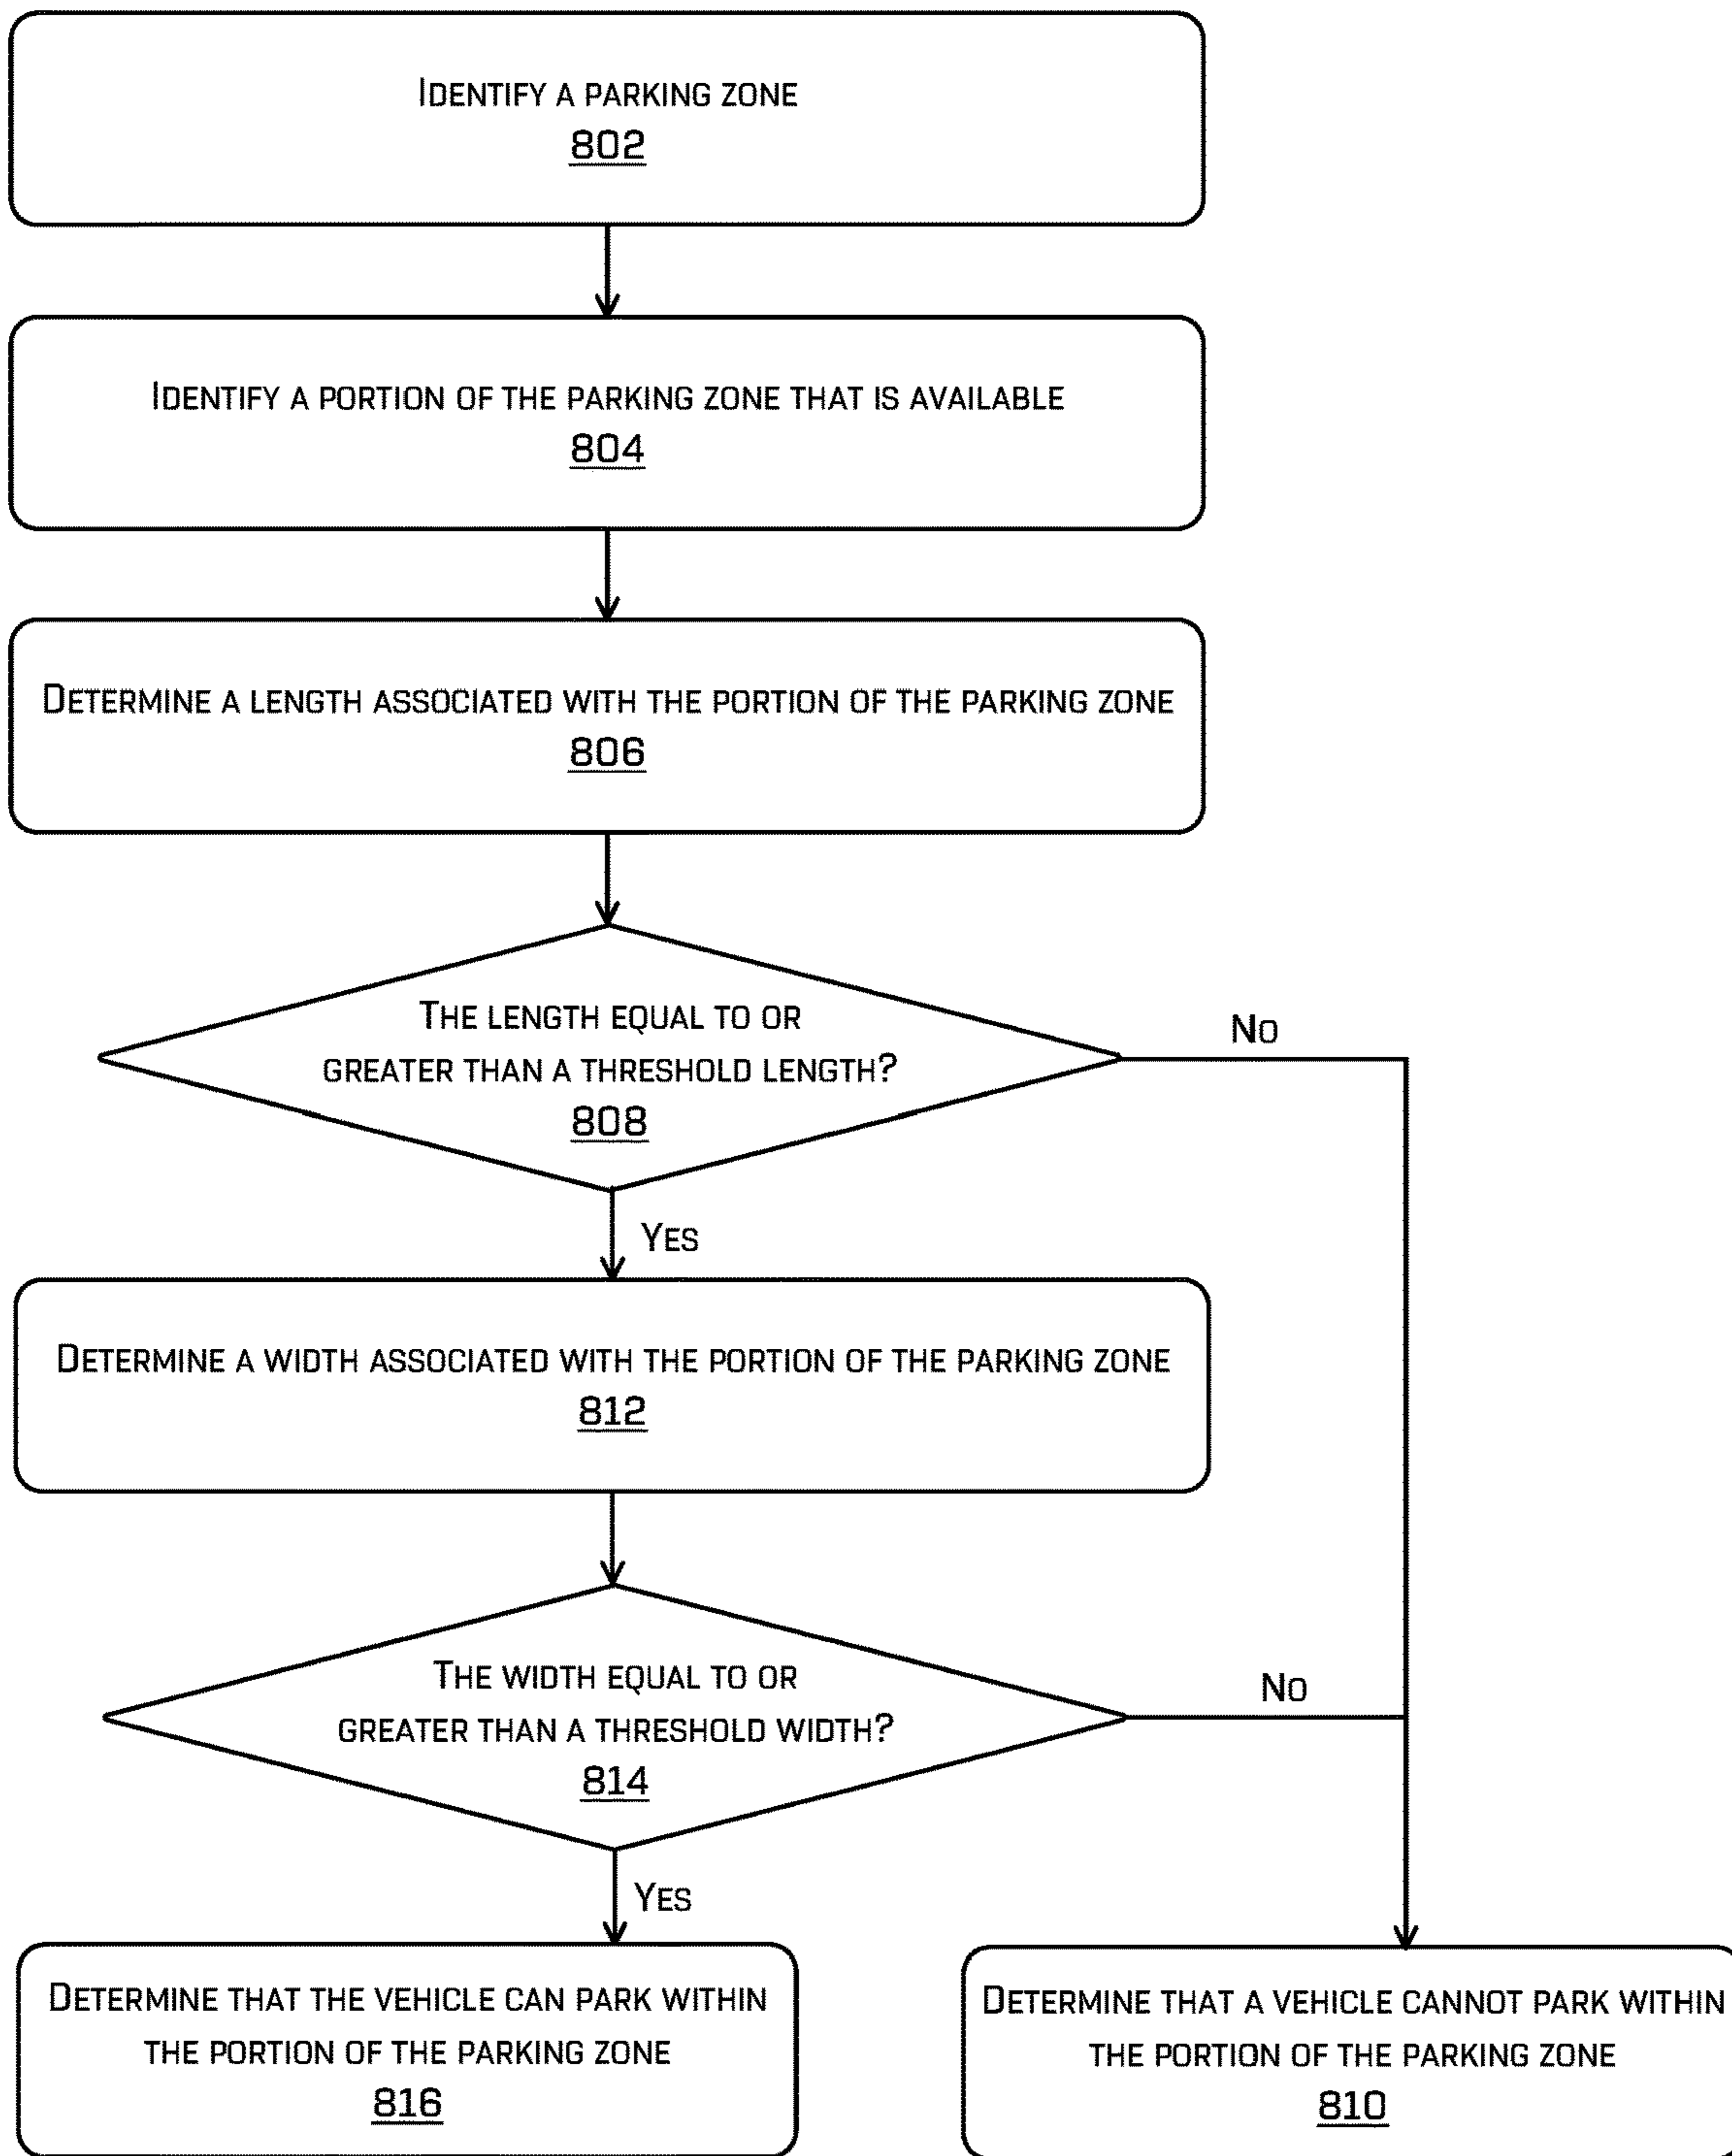 Identify a parking zone
802
Identify a portion of the parking zone that is available
804
Determine a length associated with the portion of the parking zone
806
The length equal to or
greater than a threshold length?
808
No
Yes
Determine a width associated with the portion of the parking zone
812
The width equal to or
greater than a threshold width?
814
No
Yes
Determine that the vehicle can park within
the portion of the parking zone
816
Determine that a vehicle cannot park within
the portion of the parking zone
810